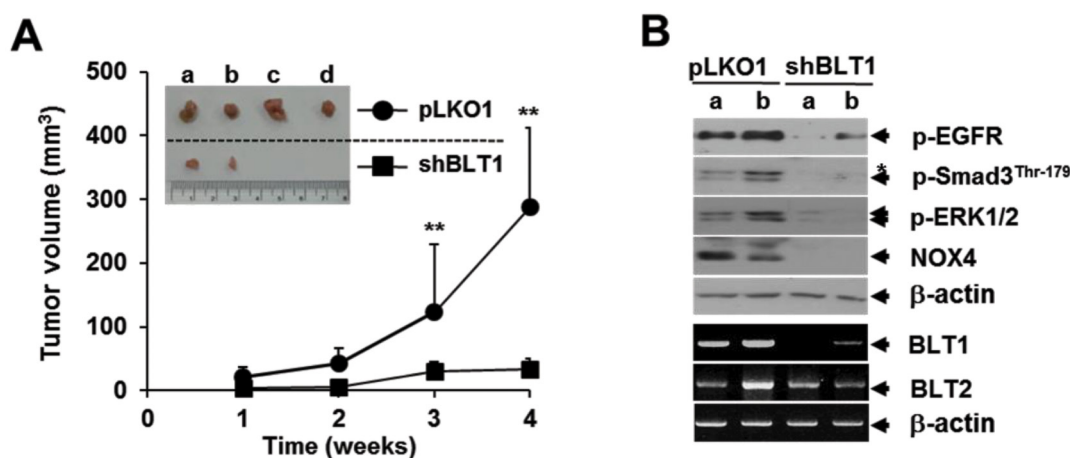 A
Tumor volume (mm³)
500
400
300
200
100
0
a b c d
pLKO1
shBLT1
**
**
0 1 2 3 4
Time (weeks)
B
pLKO1 shBLT1
a b a b
p-EGFR
*
p-Smad3Thr-179
p-ERK1/2
NOX4
β-actin
BLT1
BLT2
β-actin